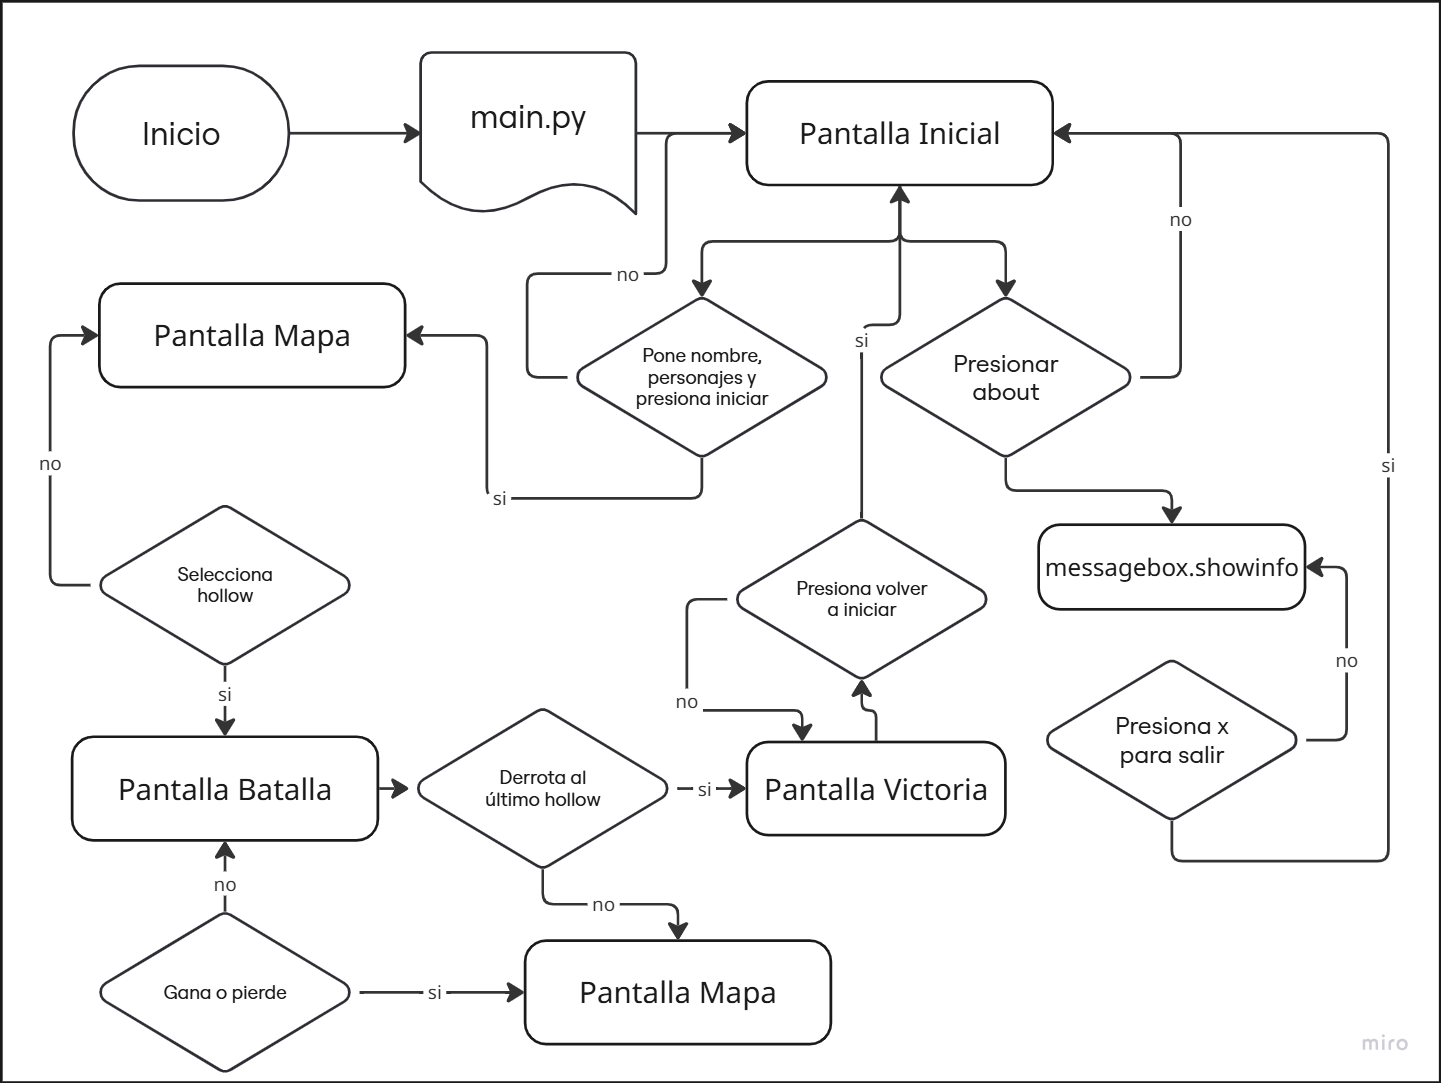 Inicio
main.py
Pantalla Inicial
no
no
Pantalla Mapa
Pone nombre,
personajes y
presiona iniciar
si
Presionar
about
no
si
si
Selecciona
hollow
Presiona volver
a iniciar
messagebox.showinfo
si
no
no
Presiona x
para salir
Pantalla Batalla
Derrota al
último hollow
si
Pantalla Victoria
no
no
Gana o pierde
si
Pantalla Mapa
miro